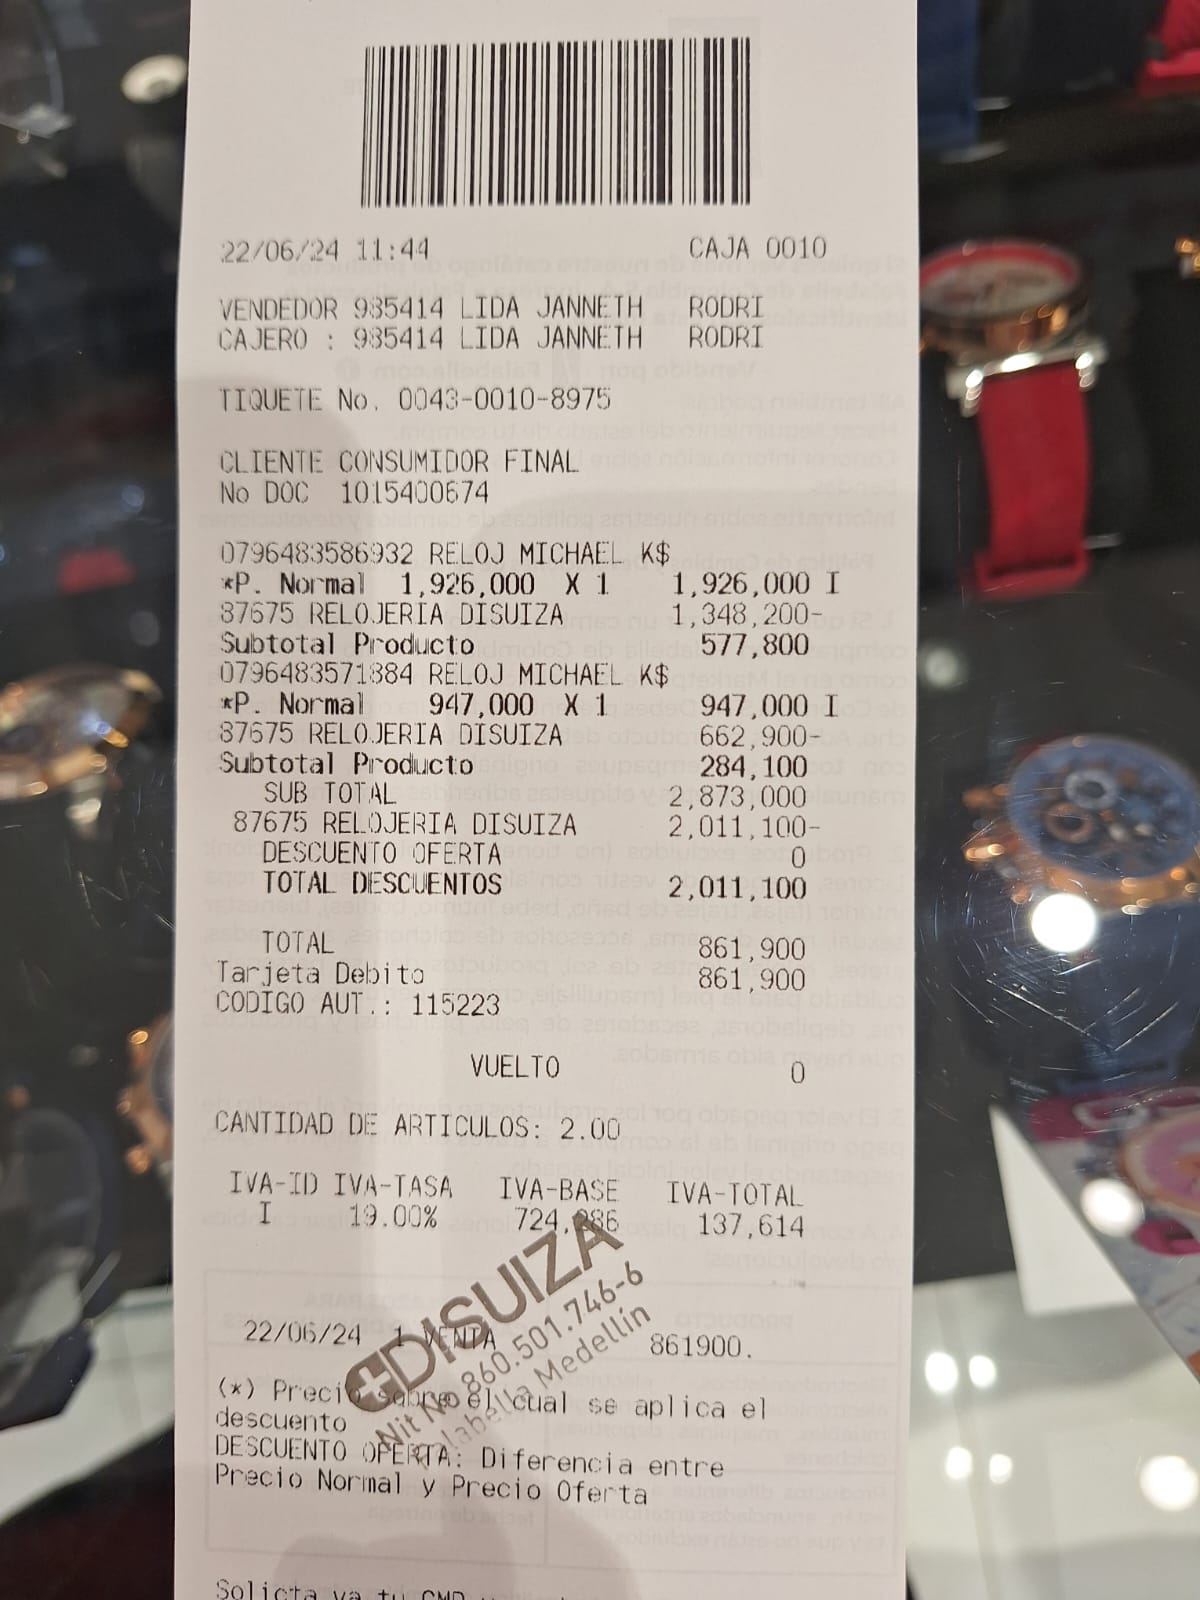 22/06/24 11:44 CAJA 0010
VENDEDOR 985414 LIDA JANNETH RODRI
CAJERO : 985414 LIDA JANNETH RODRI
TIQUETE No. 0043-0010-8975
CLIENTE CONSUMIDOR FINAL
No DOC 1015400674
0796483586932 RELOJ MICHAEL K$
*P. Normal 1,926,000 X 1 1,926,000 I
87675 RELOJERIA DISUIZA 1,348,200-
Subtotal Producto 577,800
0796483571884 RELOJ MICHAEL K$
*P. Normal 947,000 X 1 947,000 I
87675 RELOJERIA DISUIZA 662,900-
Subtotal Producto 284,100
SUB TOTAL 2,873,000
87675 RELOJERIA DISUIZA 2,011,100-
DESCUENTO OFERTA 0
TOTAL DESCUENTOS 2,011,100
TOTAL 861,900
Tarjeta Debito 861,900
CODIGO AUT.: 115223
VUELTO 0
CANTIDAD DE ARTICULOS: 2.00
IVA-ID IVA-TASA IVA-BASE IVA-TOTAL
I 19.00% 724,286 137,614
DISUIZA
Nit No 860.501.746-6
Falabella Medellín
22/06/24 1 VENTA 861900.
(*) Precio sobre el cual se aplica el
descuento
DESCUENTO OFERTA: Diferencia entre
Precio Normal y Precio Oferta
Solicta ya tu CMR